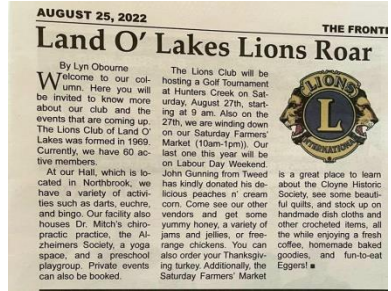 AUGUST 25, 2022
THE FRONTI
Land O' Lakes Lions Roar
By Lyn Obourne
Welcome to our col-
umn. Here you will
be invited to know more
about our club and the
events that are coming up.
The Lions Club of Land O'
Lakes was formed in 1969.
Currently, we have 60 ac-
tive members.
At our Hall, which is lo-
cated in Northbrook, we
have a variety of activi-
ties such as darts, euchre,
and bingo. Our facility also
houses Dr. Mitch's chiro-
practic practice, the Al-
zheimers Society, a yoga
space, and a preschool
playgroup. Private events
can also be booked.
The Lions Club will be
hosting a Golf Tournament
at Hunters Creek on Sat-
urday, August 27th, start-
ing at 9 am. Also on the
27th, we are winding down
on our Saturday Farmers'
Market (10am-1pm)). Our
last one this year will be
on Labour Day Weekend.
John Gunning from Tweed
has kindly donated his de-
licious peaches n' cream
corn. Come see our other
vendors and get some
yummy honey, a variety of
jams and jellies, or free-
range chickens. You can
also order your Thanksgiv-
ing turkey. Additionally, the
Saturday Farmers' Market
LIONS
L
INTERNATIONAL
is a great place to learn
about the Cloyne Historic
Society, see some beauti-
ful quilts, and stock up on
handmade dish cloths and
other crocheted items, all
the while enjoying a fresh
coffee, homemade baked
goodies, and fun-to-eat
Eggers! ■